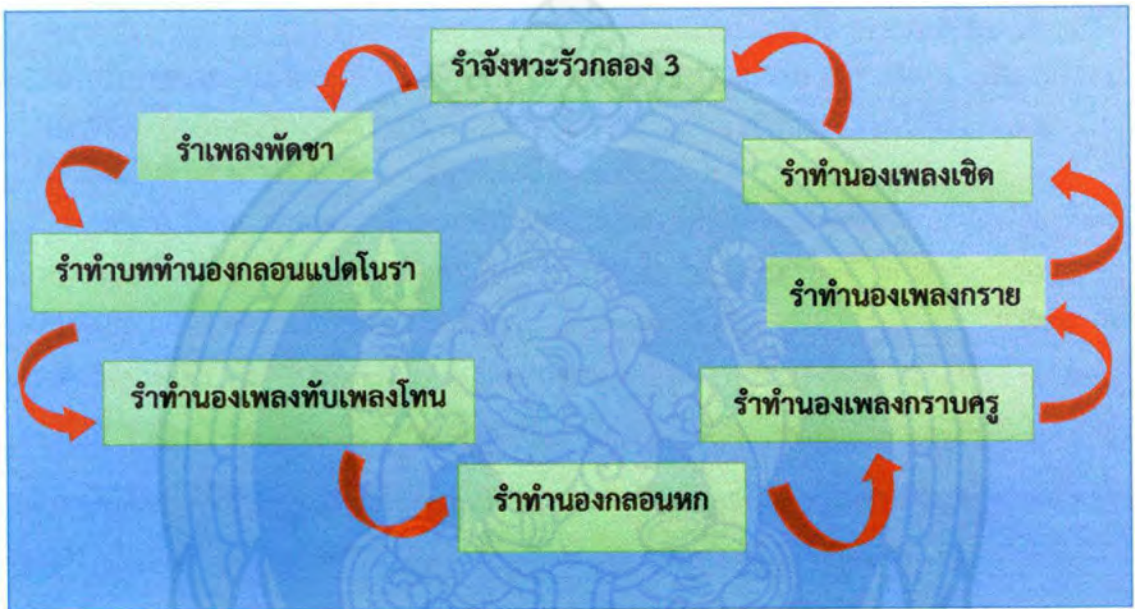 รำจังหวะรัวกลอง 3
รำเพลงพัดชา
รำทำบททำนองกลอนแปดโนรา
รำทำนองเพลงทับเพลงโทน
รำทำนองกลอนหก
รำทำนองเพลงกราบครู
รำทำนองเพลงกราย
รำทำนองเพลงเชิด